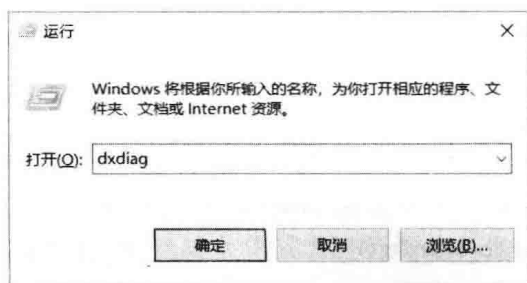 运行
Windows 将根据你所输入的名称，为你打开相应的程序、文
件夹、文档或 Internet 资源。
打开(O): dxdiag
确定 取消 浏览(B)...